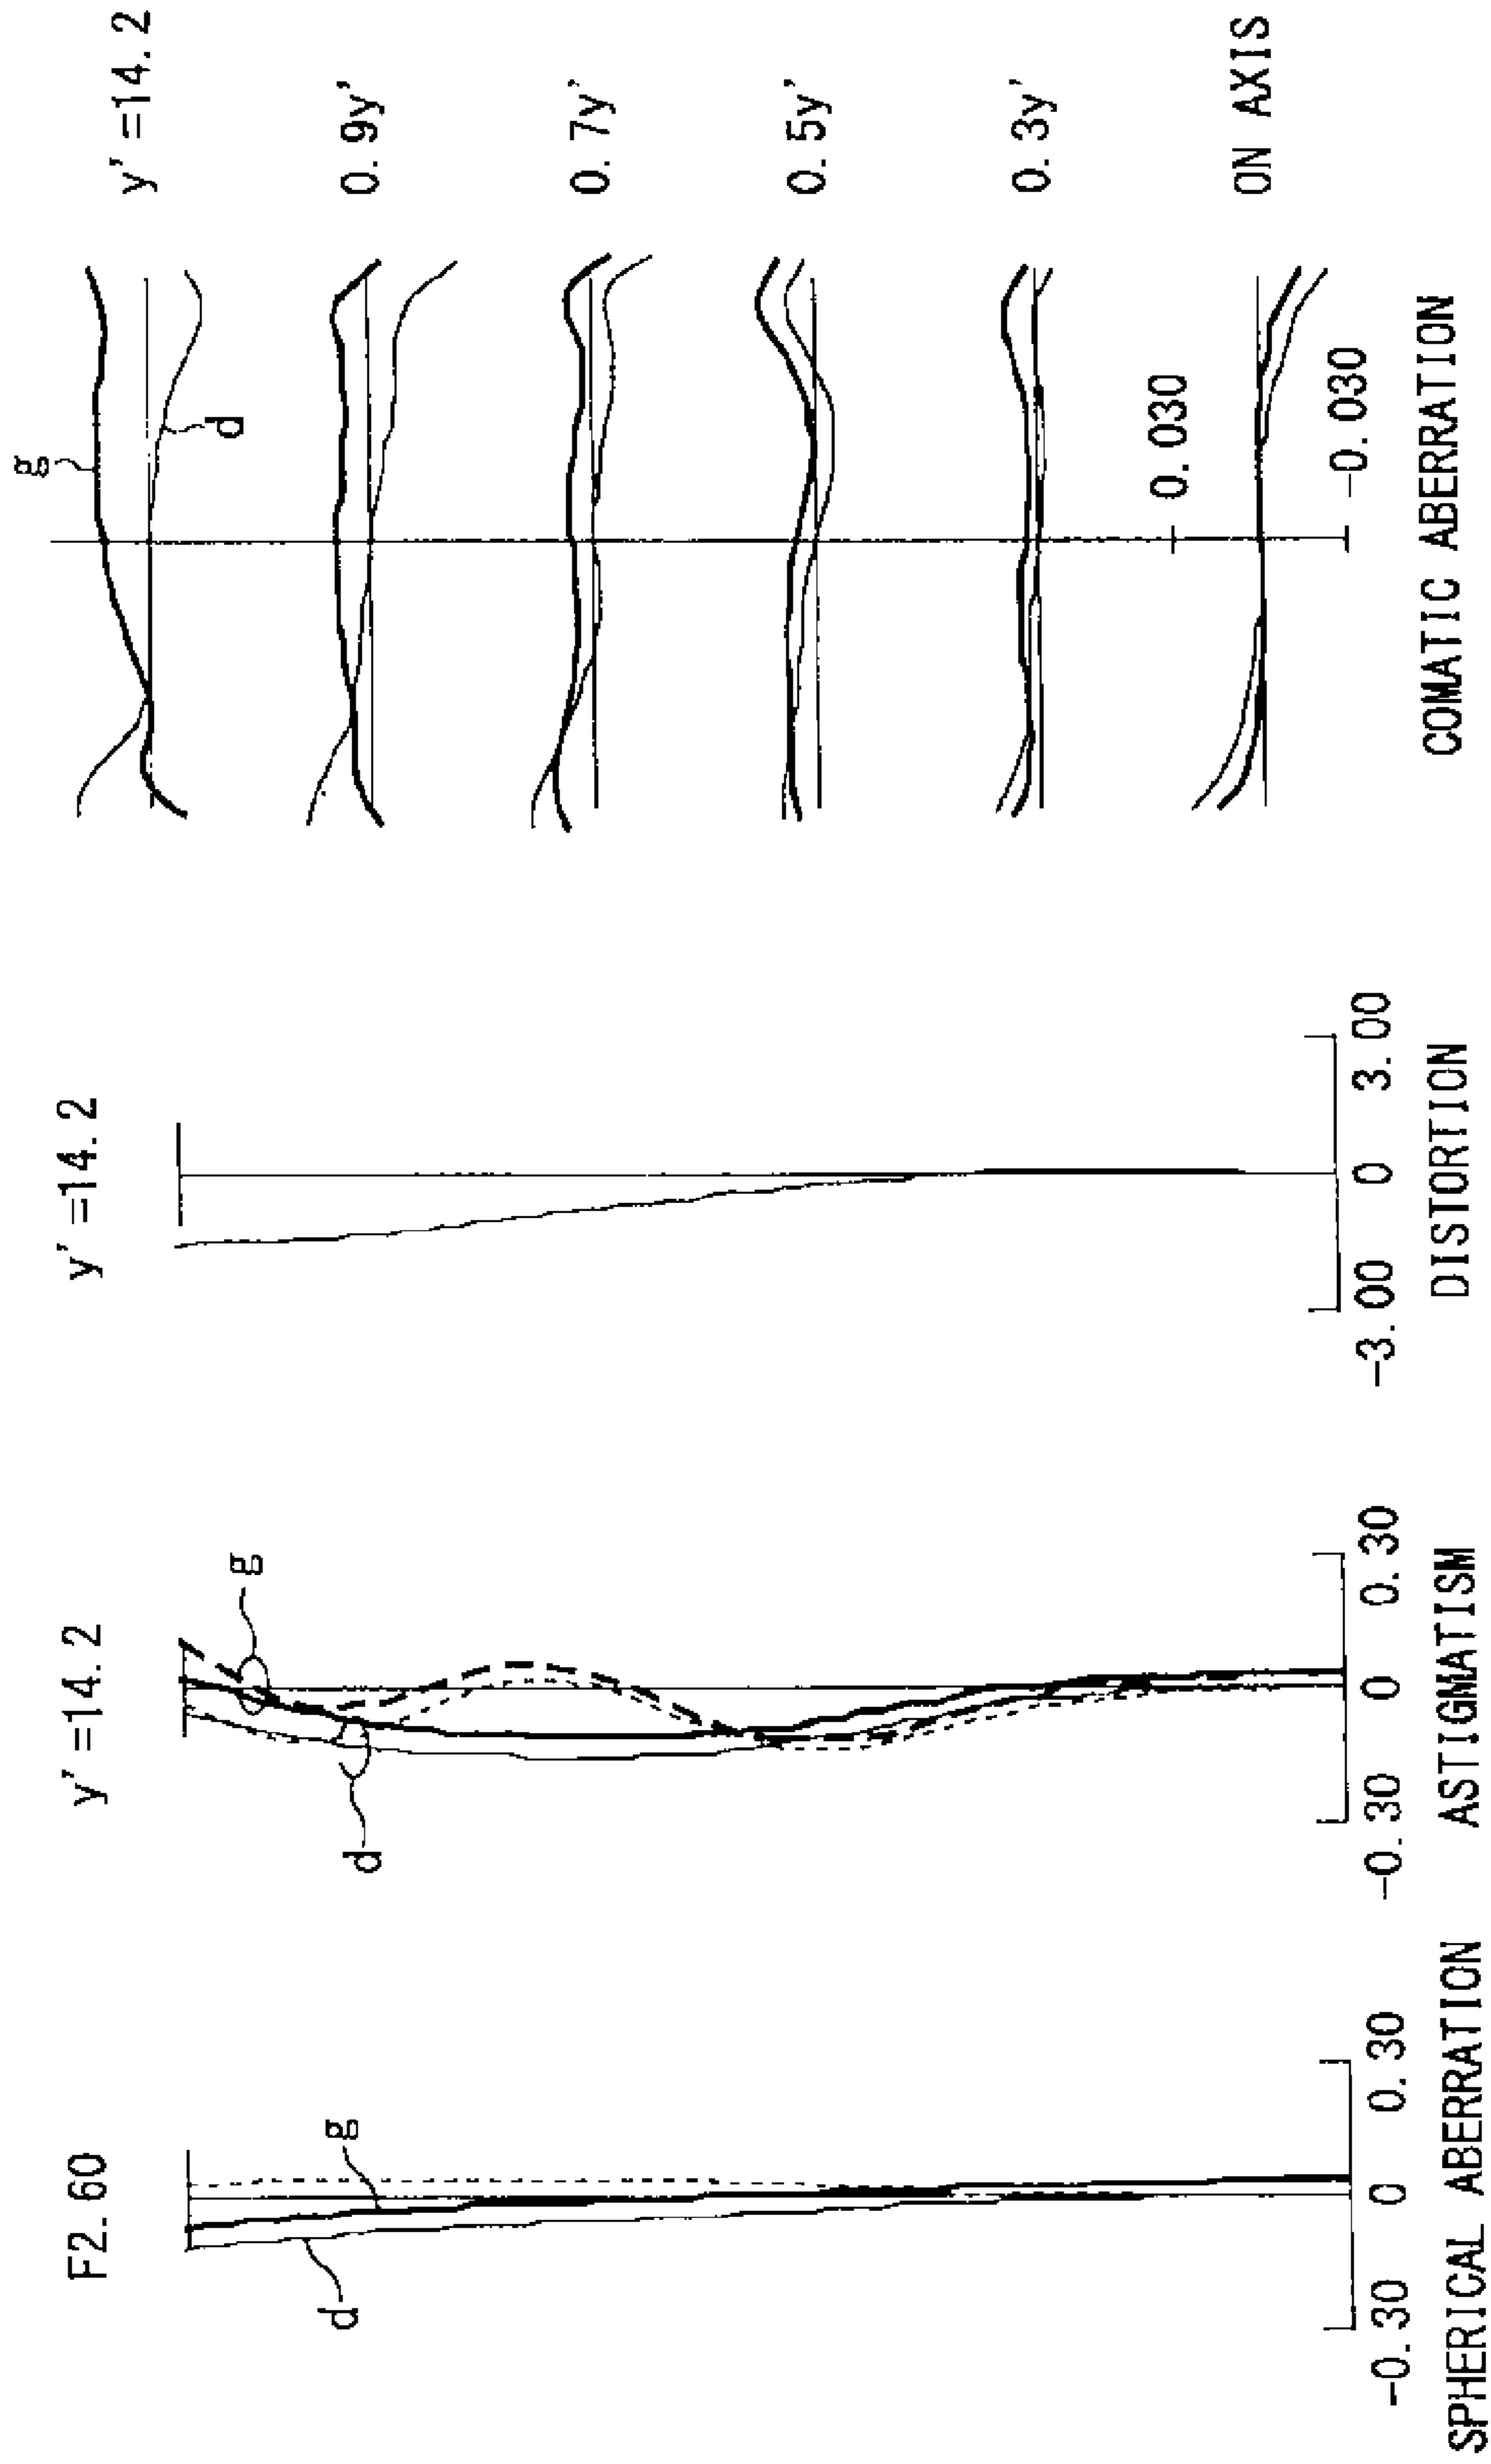 F2.60
g
d
-0.30
0
0.30
SPHERICAL ABERRATION
y'=14.2
g
d
-0.30
0
0.30
ASTIGMATISM
y'=14.2
-3.00
0
3.00
DISTORTION
g
d
y'=14.2
0.9y'
0.7y'
0.5y'
0.3y'
0.030
ON AXIS
-0.030
COMATIC ABERRATION